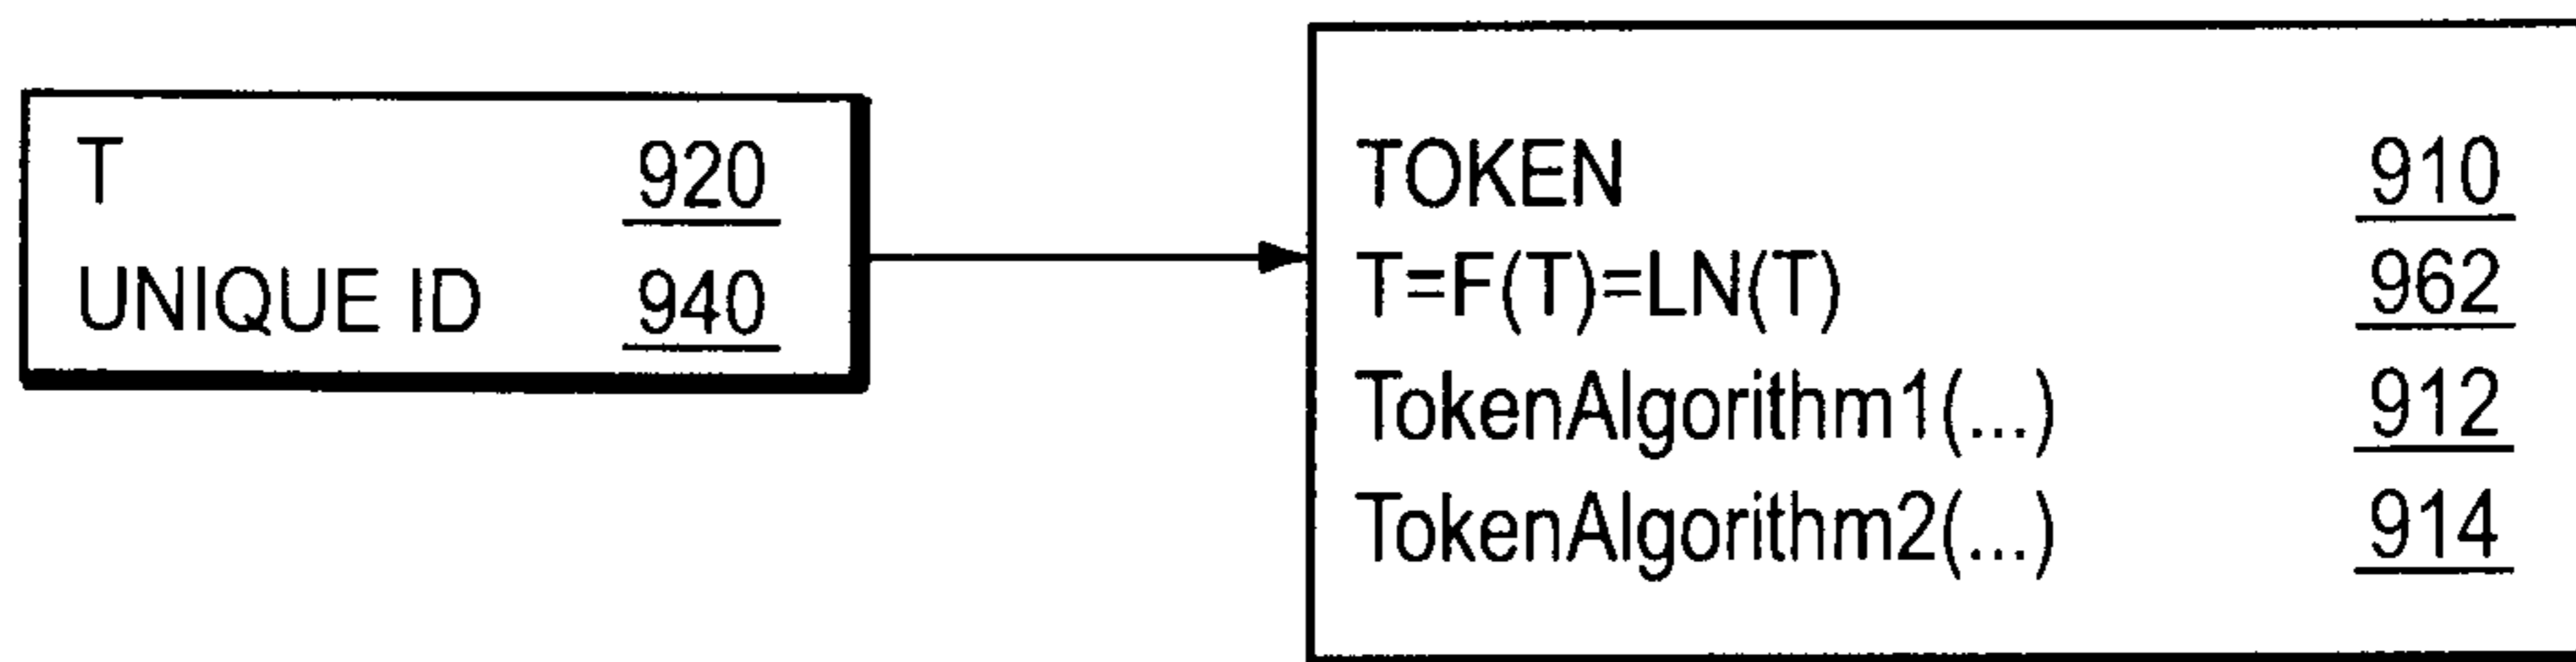 T 920
UNIQUE ID 940
TOKEN 910
T=F(T)=LN(T) 962
TokenAlgorithm1(...) 912
TokenAlgorithm2(...) 914